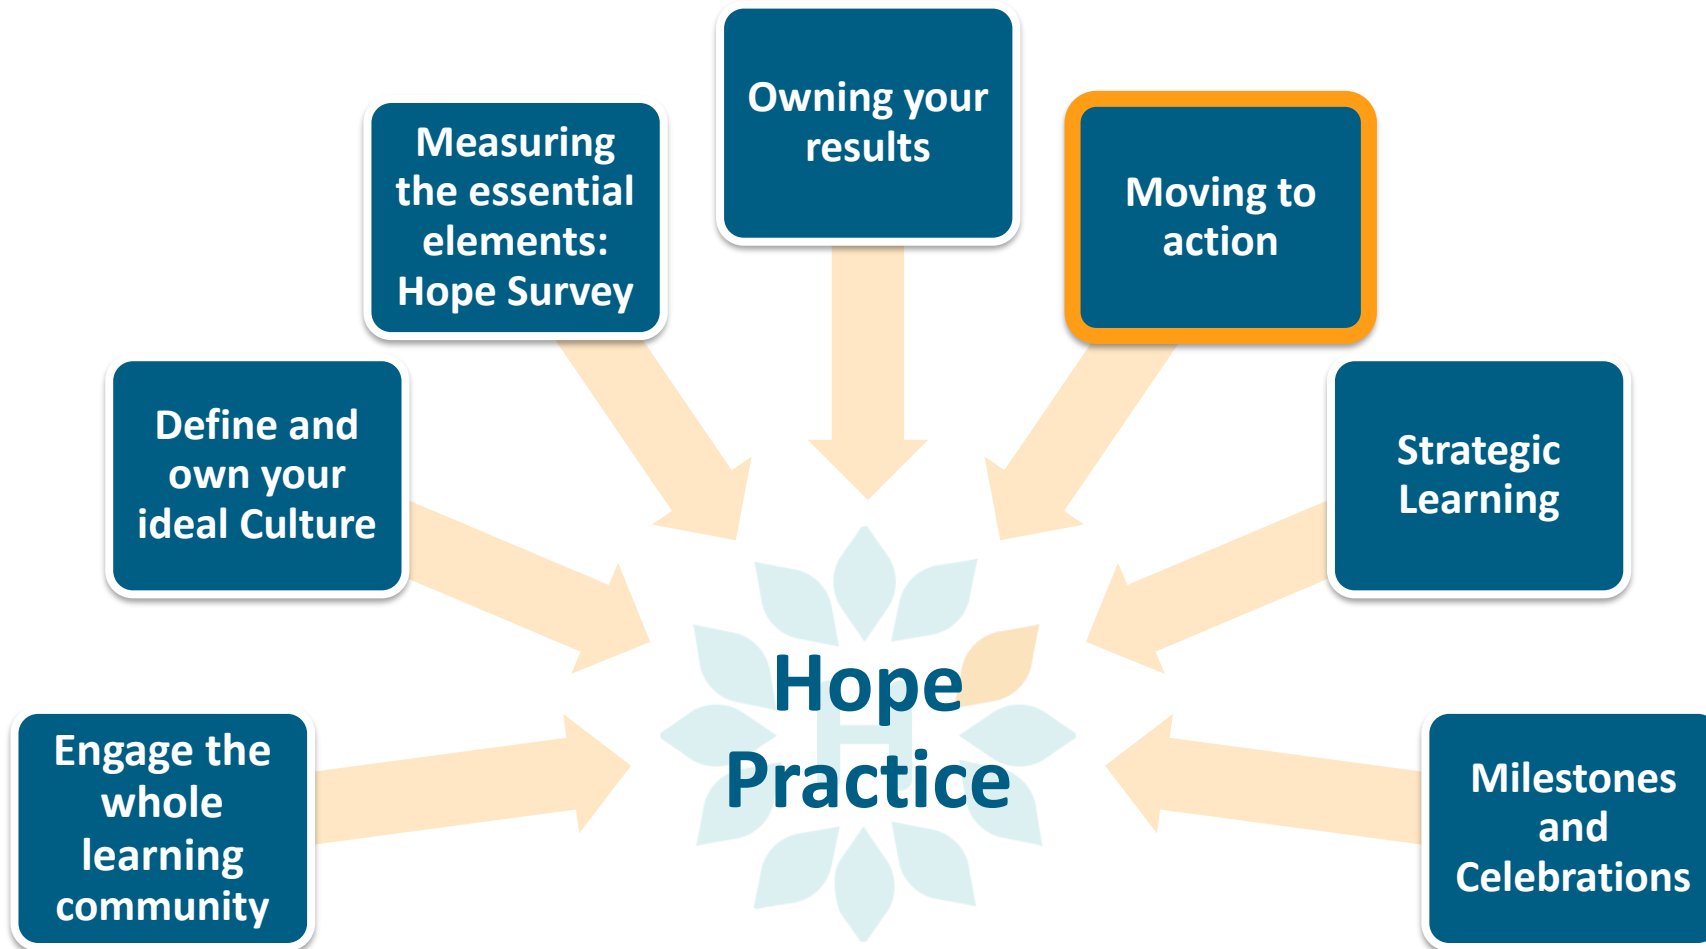 Engage the
whole
learning
community
Define and
own your
ideal Culture
Measuring
the essential
elements:
Hope Survey
Owning your
results
Moving to
action
Strategic
Learning
Milestones
and
Celebrations
H
Hope
Practice